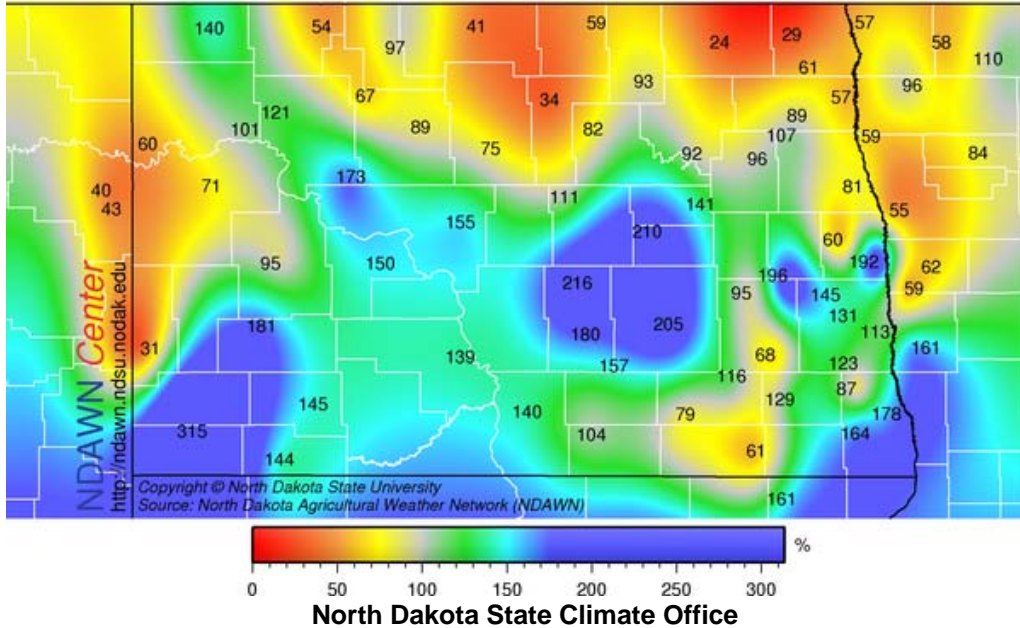 140 54 97 41 59 24 29 57 58 110
61
93 96
67 34 57
121 89 82 89
101 107 59
60 75 92 96 84
173
40 71 81
43 111 141 55
155 210 60
95 150 192 62
196
216 95 145 59
131
181 180 205 113
31 139 157 68 161
116 123
87
145 140 79 129 178
315 104 164
144 61
161
NDAWN Center
http://ndawn.ndsu.nodak.edu
Copyright © North Dakota State University
Source: North Dakota Agricultural Weather Network (NDAWN)
%
0 50 100 150 200 250 300
North Dakota State Climate Office